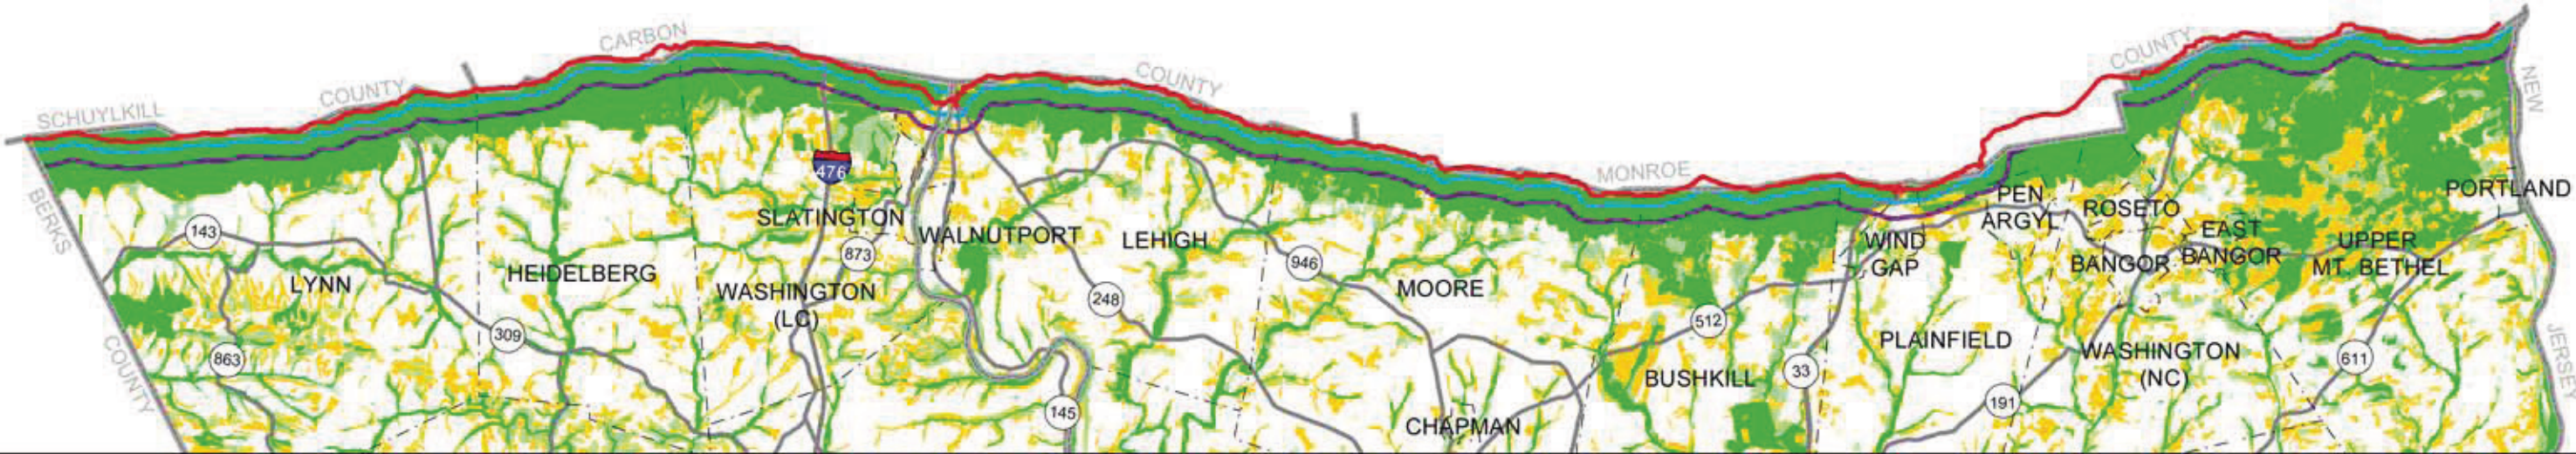 CARBON
COUNTY
SCHUYLKILL
COUNTY
COUNTY
NEW
MONROE
BERKS
COUNTY
JERSEY
476
143
LYNN
863
HEIDELBERG
309
SLATINGTON
873
WASHINGTON
(LC)
WALNUTPORT
LEHIGH
248
145
946
MOORE
CHAPMAN
512
BUSHKILL
33
WIND
GAP
PLAINFIELD
PEN
ARGYL
ROSETO
BANGOR
EAST
BANGOR
191
WASHINGTON
(NC)
UPPER
MT. BETHEL
611
PORTLAND